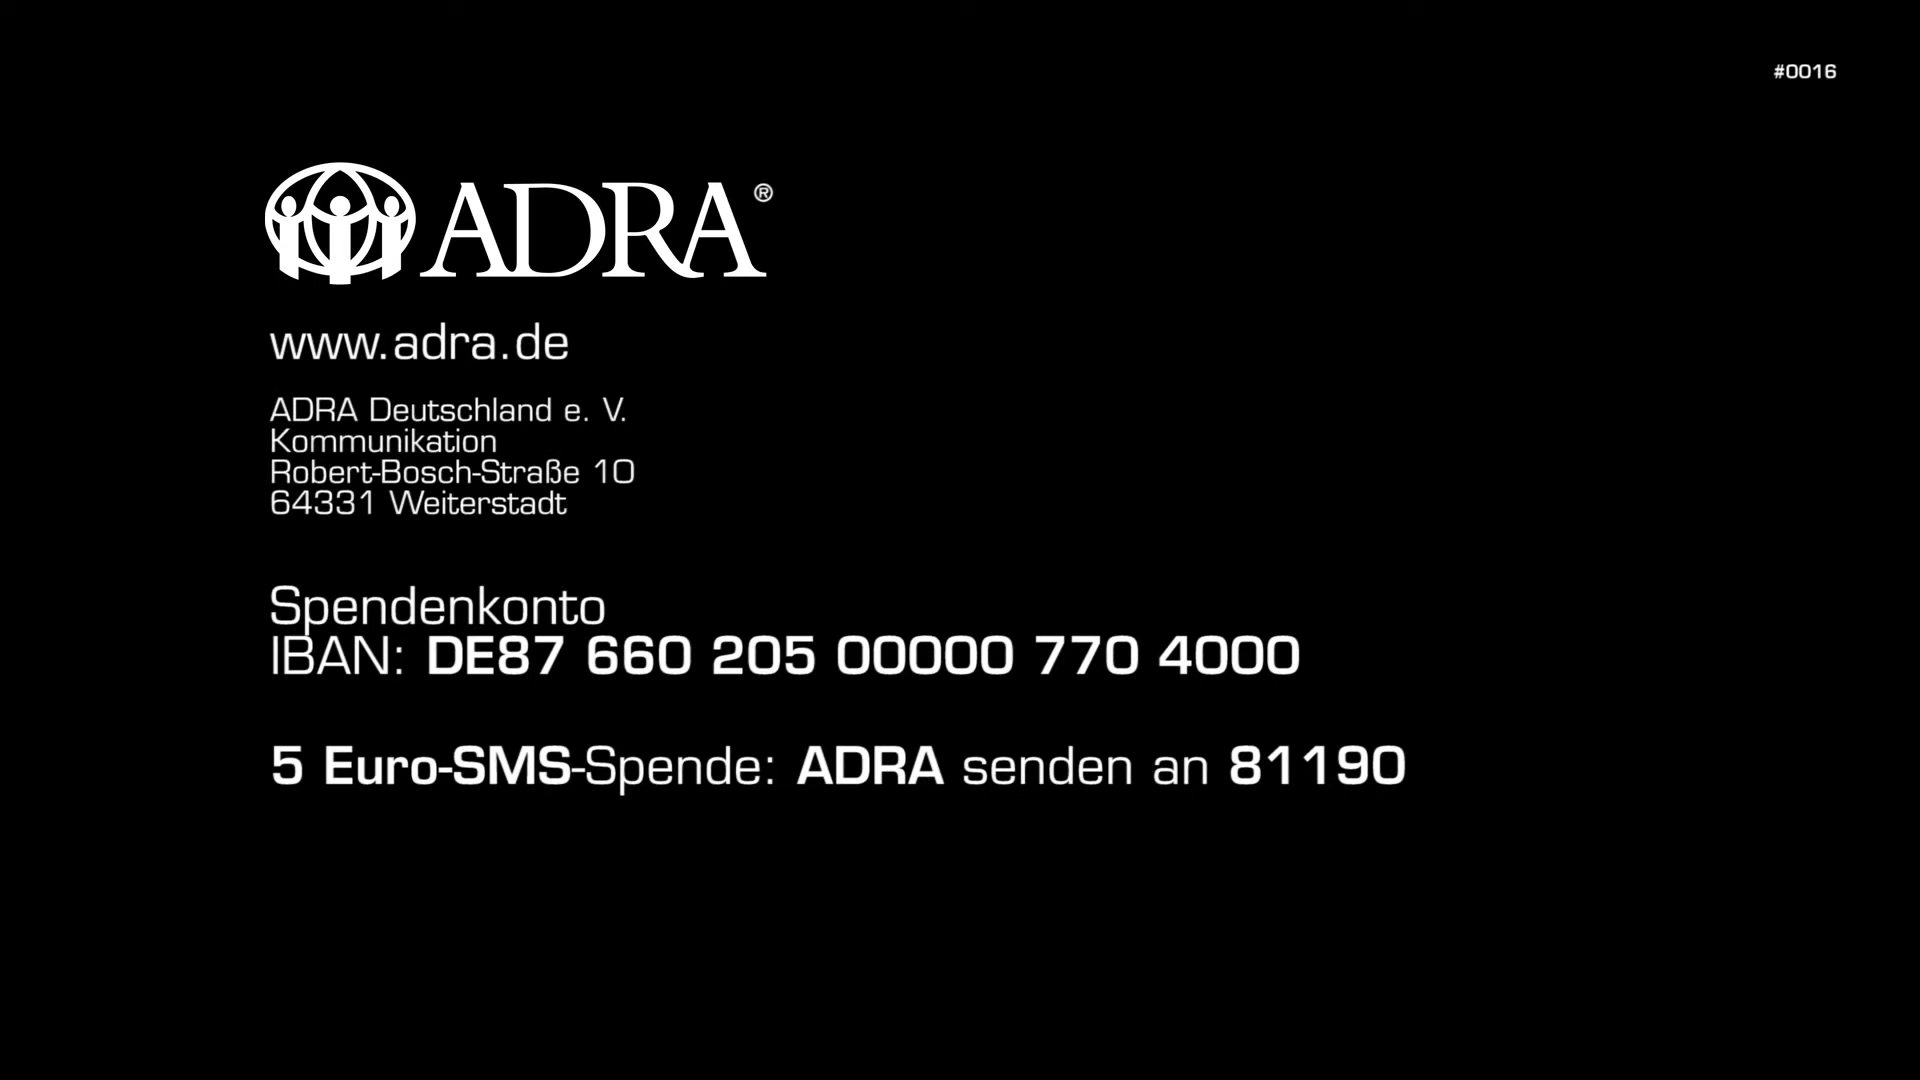 #0016
ADRA®
www.adra.de
ADRA Deutschland e. V.
Kommunikation
Robert-Bosch-Straße 10
64331 Weiterstadt
Spendenkonto
IBAN: DE87 660 205 00000 770 4000
5 Euro-SMS-Spende: ADRA senden an 81190